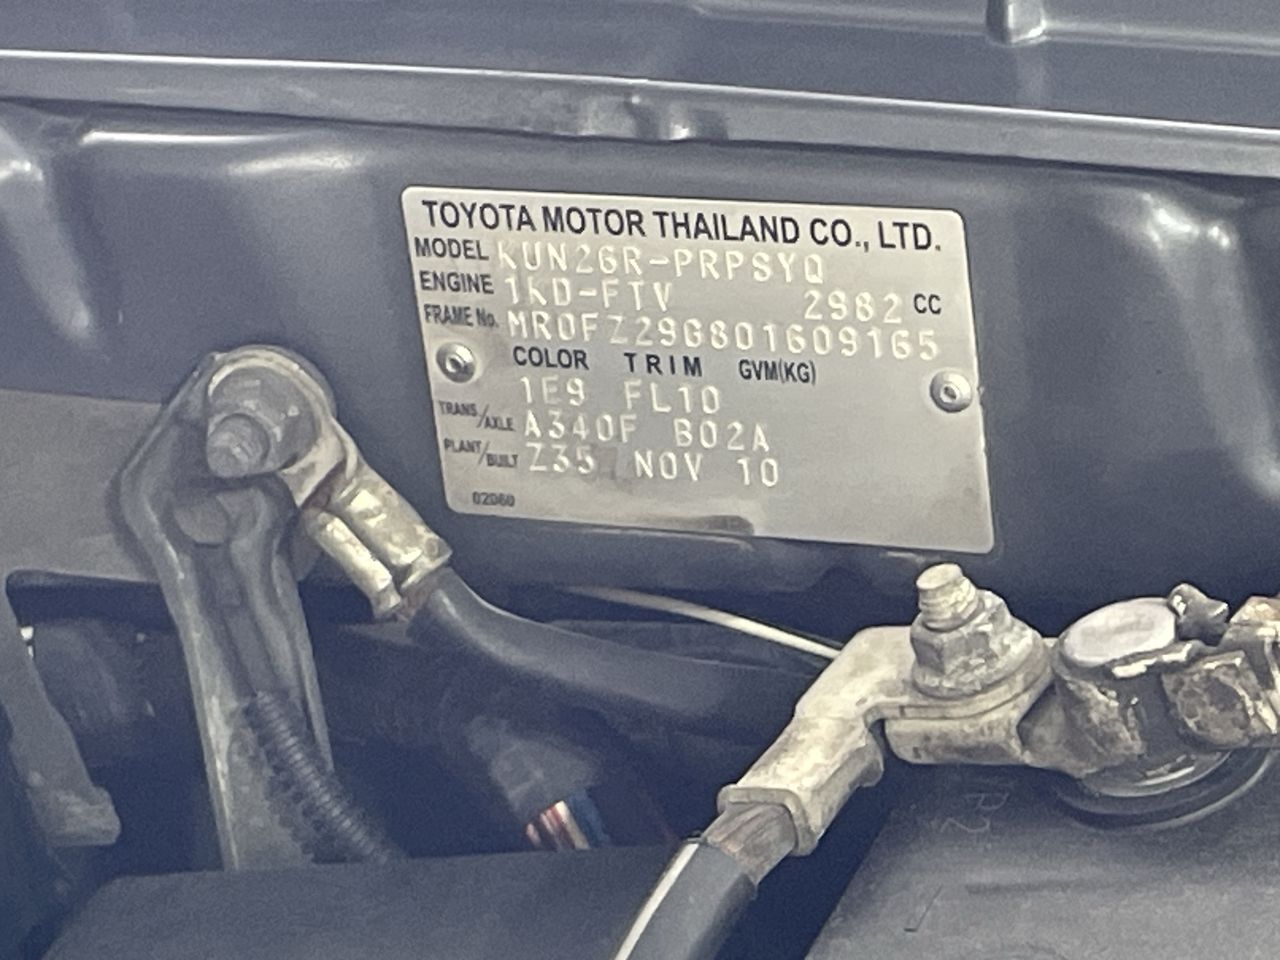 TOYOTA MOTOR THAILAND CO., LTD.
MODEL KUN26R-PRPSYQ
ENGINE 1KD-FTV 2982 CC
FRAME No. MR0FZ29G801609165
COLOR TRIM GVM(KG)
1E9 FL10
TRANS/AXLE A340F B02A
PLANT/BUILT Z35 NOV 10
02060